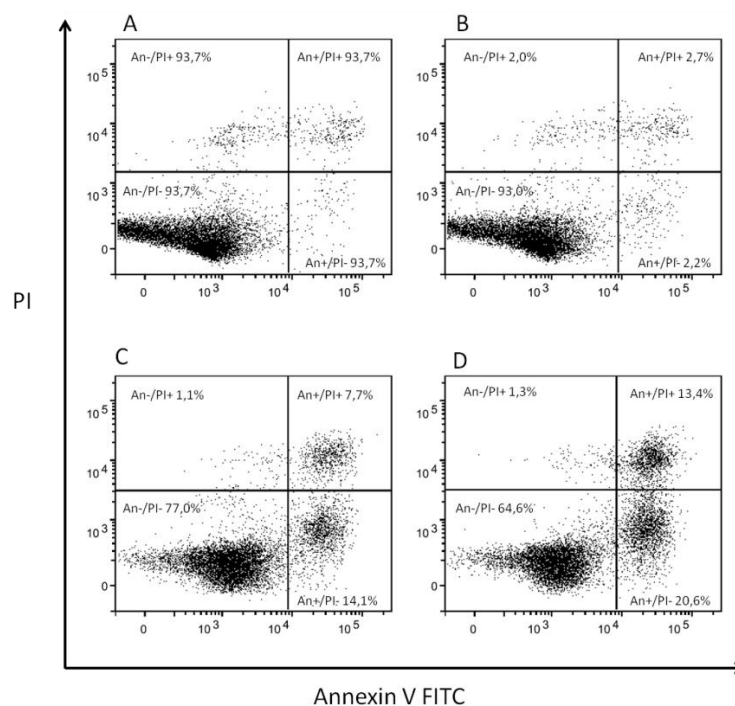 A
B
An-/PI+ 93,7%
An+/PI+ 93,7%
An-/PI+ 2,0%
An+/PI+ 2,7%
10^5
10^5
10^4
10^4
10^3
An-/PI- 93,7%
10^3
An-/PI- 93,0%
0
An+/PI- 93,7%
0
An+/PI- 2,2%
0 10^3 10^4 10^5
0 10^3 10^4 10^5
PI
C
D
An-/PI+ 1,1%
An+/PI+ 7,7%
An-/PI+ 1,3%
An+/PI+ 13,4%
10^5
10^5
10^4
10^4
An-/PI- 77,0%
An-/PI- 64,6%
10^3
10^3
0
0
An+/PI- 14,1%
An+/PI- 20,6%
0 10^3 10^4 10^5
0 10^3 10^4 10^5
Annexin V FITC